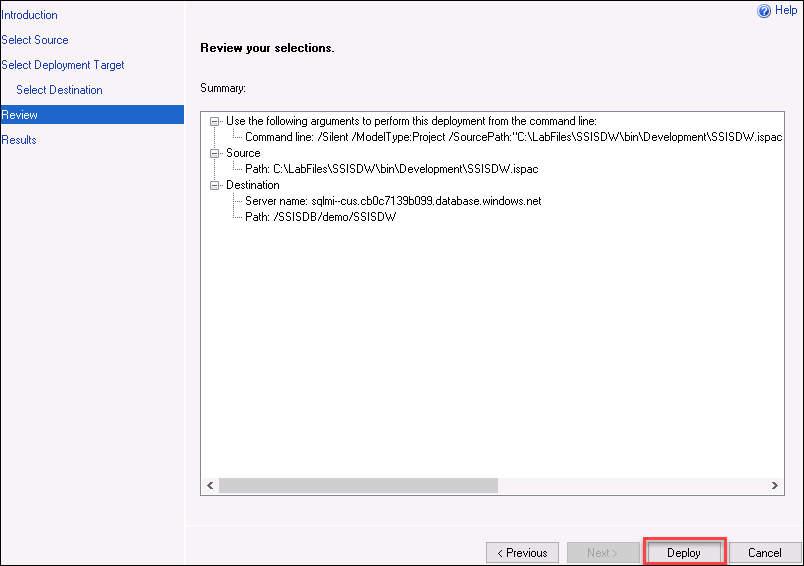 Help
Introduction
Select Source
Select Deployment Target
Select Destination
Review
Results
Review your selections.
Summary:
Use the following arguments to perform this deployment from the command line:
Command line: /Silent /ModelType:Project /SourcePath:"C:\LabFiles\SSISDW\bin\Development\SSISDW.ispac
Source
Path: C:\LabFiles\SSISDW\bin\Development\SSISDW.ispac
Destination
Server name: sqlmi--cus.cb0c7139b099.database.windows.net
Path: /SSISDB/demo/SSISDW
< Previous
Next >
Deploy
Cancel